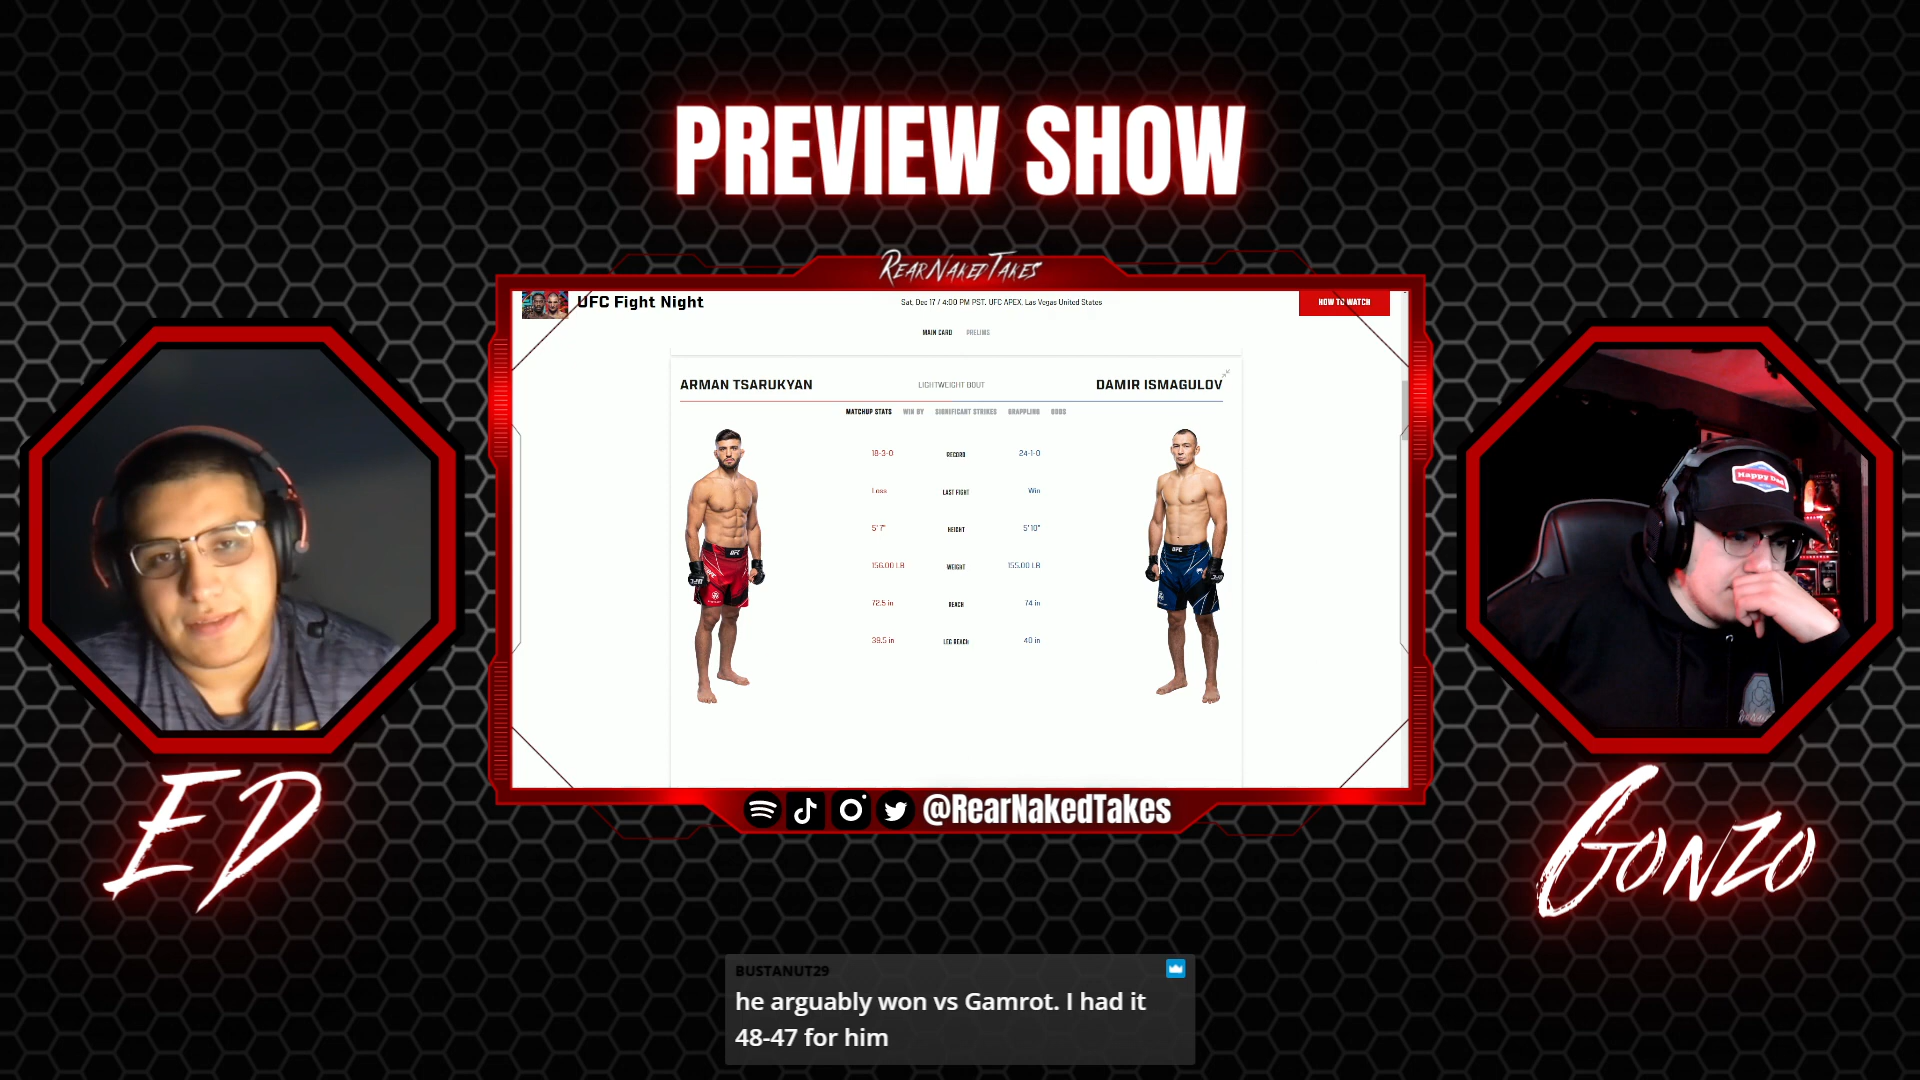 PREVIEW SHOW
REARNAKEDTAKES
UFC Fight Night
Sat, Dec 17 / 4:00 PM PST, UFC APEX, Las Vegas United States
HOW TO WATCH
MAIN CARD PRELIMS
ARMAN TSARUKYAN LIGHTWEIGHT BOUT DAMIR ISMAGULOV
MATCHUP STATS WIN BY SIGNIFICANT STRIKES GRAPPLING ODDS
18-3-0 RECORD 24-1-0
Loss LAST FIGHT Win
5' 7" HEIGHT 5' 10"
156.00 LB WEIGHT 155.00 LB
72.5 in REACH 74 in
39.5 in LEG REACH 40 in
Happy Dad
@RearNakedTakes
ED
GONZO
BUSTANUT29
he arguably won vs Gamrot. I had it
48-47 for him